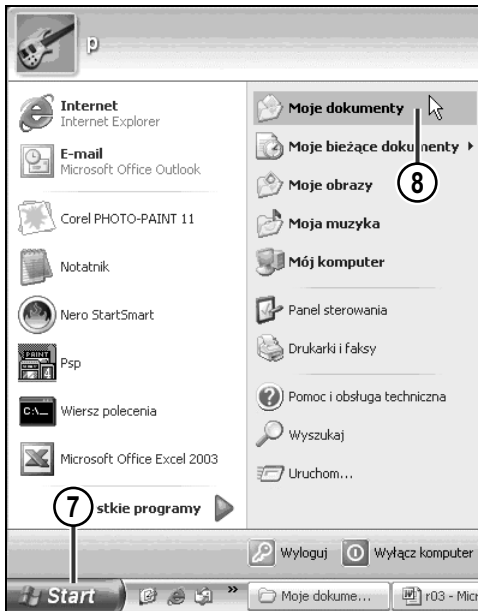 p
Internet
Internet Explorer
E-mail
Microsoft Office Outlook
Corel PHOTO-PAINT 11
Notatnik
Nero StartSmart
Psp
Wiersz polecenia
Microsoft Office Excel 2003
7 stkie programy
Moje dokumenty
Moje bieżące dokumenty
8
Moje obrazy
Moja muzyka
Mój komputer
Panel sterowania
Drukarki i faksy
Pomoc i obsługa techniczna
Wyszukaj
Uruchom...
Wyloguj Wyłącz komputer
Start » Moje dokume... r03 - Micr